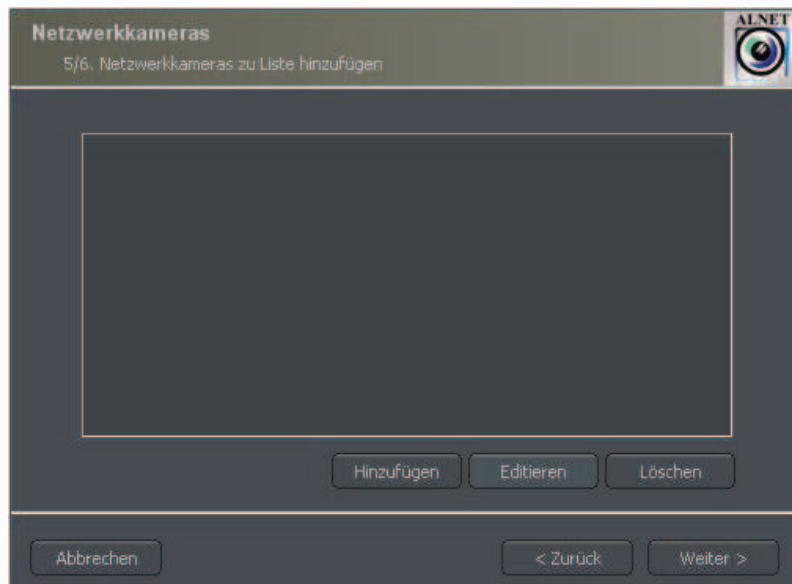 Netzwerkkameras
5/6. Netzwerkkameras zu Liste hinzufügen
ALNET
Hinzufügen
Editieren
Löschen
Abbrechen
< Zurück
Weiter >